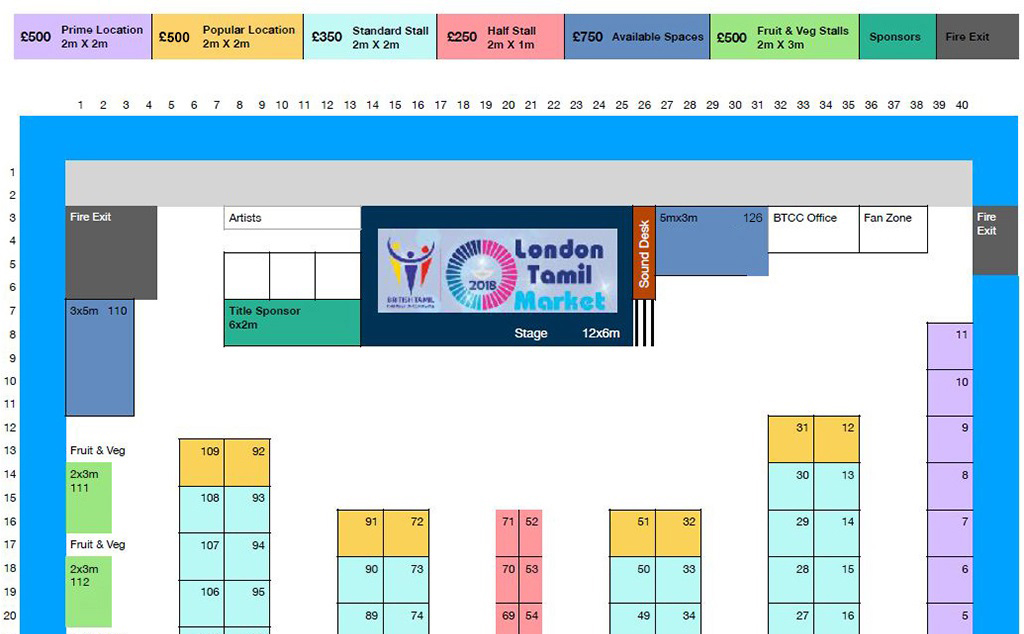 £500 Prime Location
2m X 2m
£500 Popular Location
2m X 2m
£350 Standard Stall
2m X 2m
£250 Half Stall
2m X 1m
£750 Available Spaces
£500 Fruit & Veg Stalls
2m X 3m
Sponsors
Fire Exit
1 2 3 4 5 6 7 8 9 10 11 12 13 14 15 16 17 18 19 20 21 22 23 24 25 26 27 28 29 30 31 32 33 34 35 36 37 38 39 40
1
2
3
4
5
6
7
8
9
10
11
12
13
14
15
16
17
18
19
20
Fire Exit
Artists
Title Sponsor
6x2m
BRITISH TAMIL
2018
London
Tamil
Market
Stage 12x6m
Sound Desk
5mx3m 126
BTCC Office
Fan Zone
Fire
Exit
3x5m 110
11
10
9
8
7
6
5
Fruit & Veg
2x3m
111
Fruit & Veg
2x3m
112
109 92
108 93
107 94
106 95
91 72
90 73
89 74
71 52
70 53
69 54
51 32
50 33
49 34
31 12
30 13
29 14
28 15
27 16